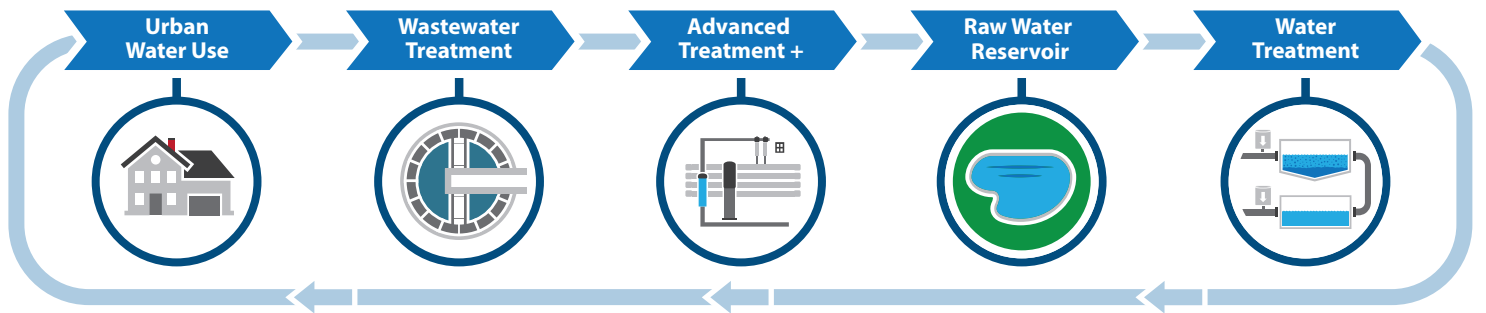 Urban
Water Use
Wastewater
Treatment
Advanced
Treatment +
Raw Water
Reservoir
Water
Treatment